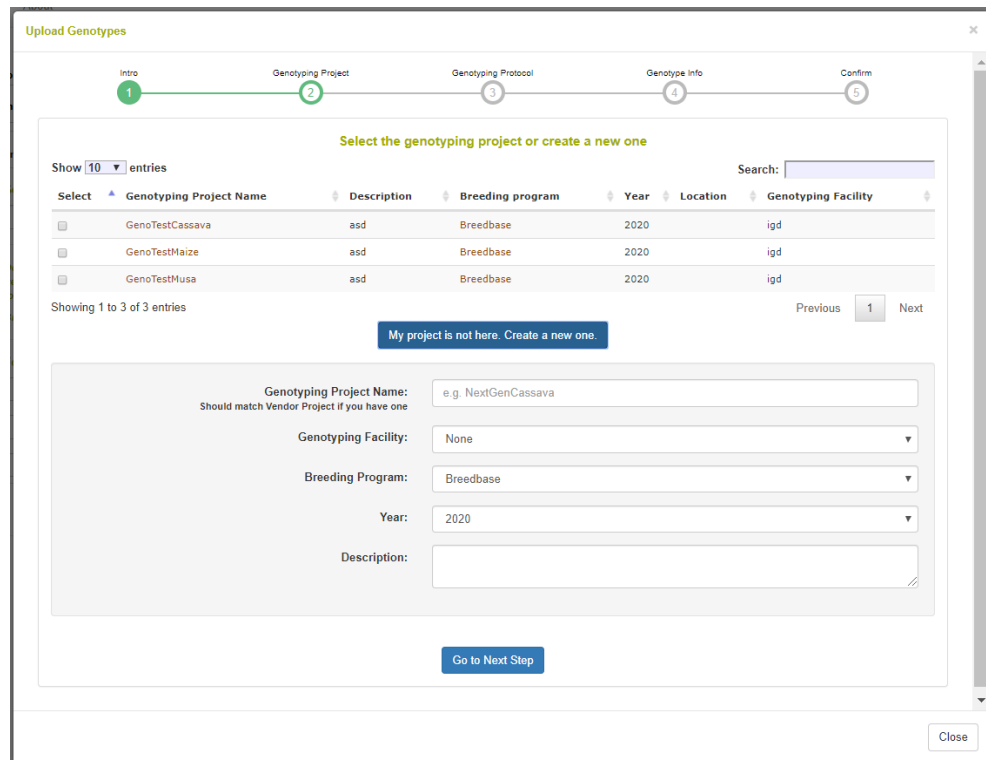 Upload Genotypes ×
Intro Genotyping Project Genotyping Protocol Genotype Info Confirm
1 2 3 4 5
Select the genotyping project or create a new one
Show 10 entries Search:
Select Genotyping Project Name Description Breeding program Year Location Genotyping Facility
GenoTestCassava asd Breedbase 2020 igd
GenoTestMaize asd Breedbase 2020 igd
GenoTestMusa asd Breedbase 2020 igd
Showing 1 to 3 of 3 entries Previous 1 Next
My project is not here. Create a new one.
Genotyping Project Name: e.g. NextGenCassava
Should match Vendor Project if you have one
Genotyping Facility: None
Breeding Program: Breedbase
Year: 2020
Description:
Go to Next Step
Close